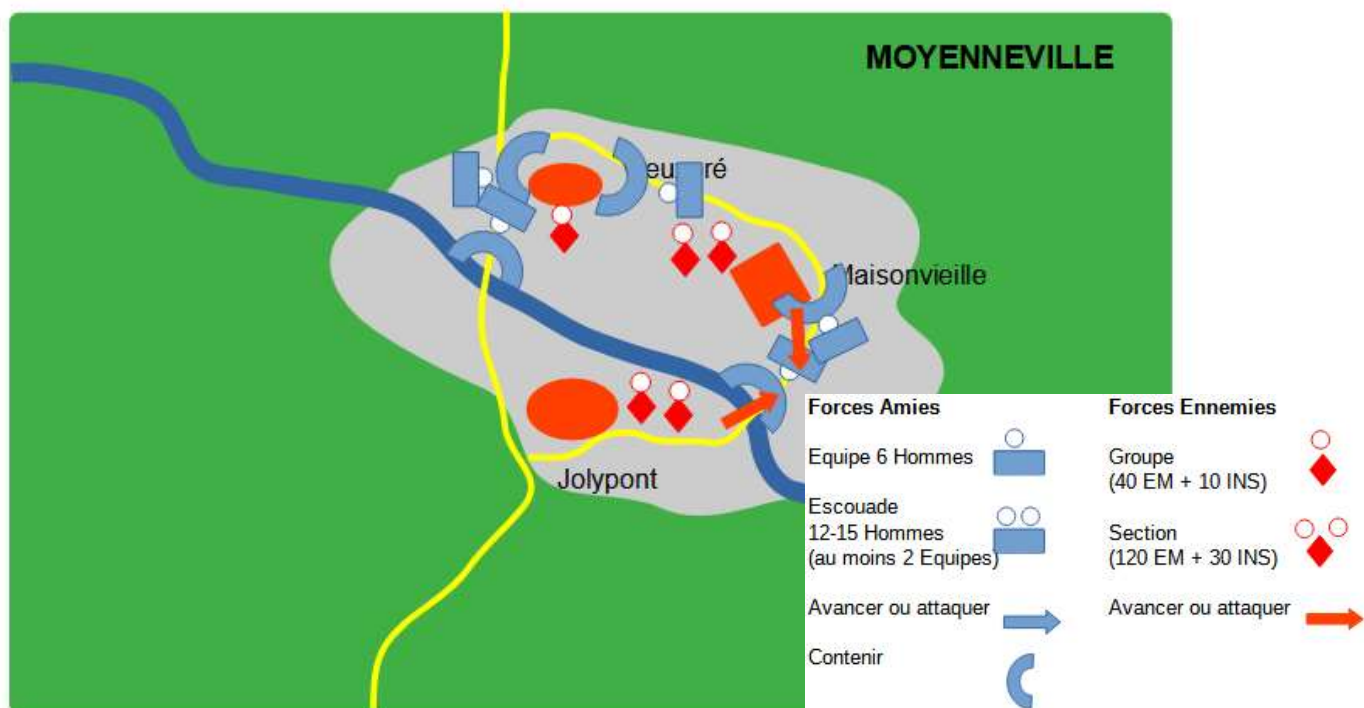 MOYENNEVILLE
Maisonvieille
Jolypont
Forces Amies
Equipe 6 Hommes
Escouade
12-15 Hommes
(au moins 2 Equipes)
Avancer ou attaquer
Contenir
Forces Ennemies
Groupe
(40 EM + 10 INS)
Section
(120 EM + 30 INS)
Avancer ou attaquer